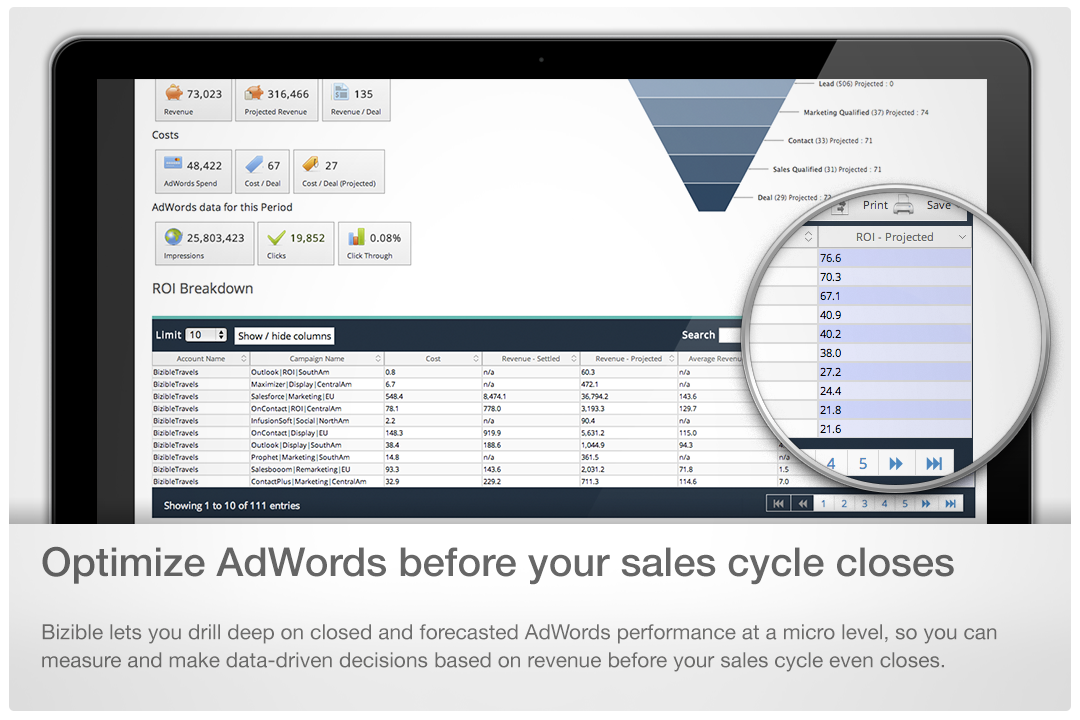 73,023
Revenue
316,466
Projected Revenue
135
Revenue / Deal
Costs
48,422
AdWords Spend
67
Cost / Deal
27
Cost / Deal (Projected)
AdWords data for this Period
25,803,423
Impressions
19,852
Clicks
0.08%
Click Through
Lead (506) Projected : 0
Marketing Qualified (37) Projected : 74
Contact (33) Projected : 71
Sales Qualified (31) Projected : 71
Deal (29) Projected :
ROI Breakdown
Limit 10 Show / hide columns Search
Account Name Campaign Name Cost Revenue - Settled Revenue - Projected Average
BizibleTravels Outlook|ROI|SouthAm 0.8 n/a 60.3 n/a
BizibleTravels Maximizer|Display|CentralAm 6.7 n/a 472.1 n/a
BizibleTravels Salesforce|Marketing|EU 548.4 8,474.1 36,794.2 143.6
BizibleTravels OnContact|ROI|CentralAm 78.1 778.0 3,193.3 129.7
BizibleTravels InfusionSoft|Social|NorthAm 2.2 n/a 90.4 n/a
BizibleTravels OnContact|Display|EU 148.3 919.9 5,631.2 115.0
BizibleTravels Outlook|Display|SouthAm 38.4 188.6 1,044.9 94.3
BizibleTravels Prophet|Marketing|SouthAm 14.8 n/a 361.5 n/a
BizibleTravels Salesbooom|Remarketing|EU 93.3 143.6 2,031.2 71.8 1.5
BizibleTravels ContactPlus|Marketing|CentralAm 32.9 229.2 711.3 114.6 7.0
Showing 1 to 10 of 111 entries 1 2 3 4 5
Print Save
ROI - Projected
76.6
70.3
67.1
40.9
40.2
38.0
27.2
24.4
21.8
21.6
4 5
Optimize AdWords before your sales cycle closes
Bizible lets you drill deep on closed and forecasted AdWords performance at a micro level, so you can
measure and make data-driven decisions based on revenue before your sales cycle even closes.